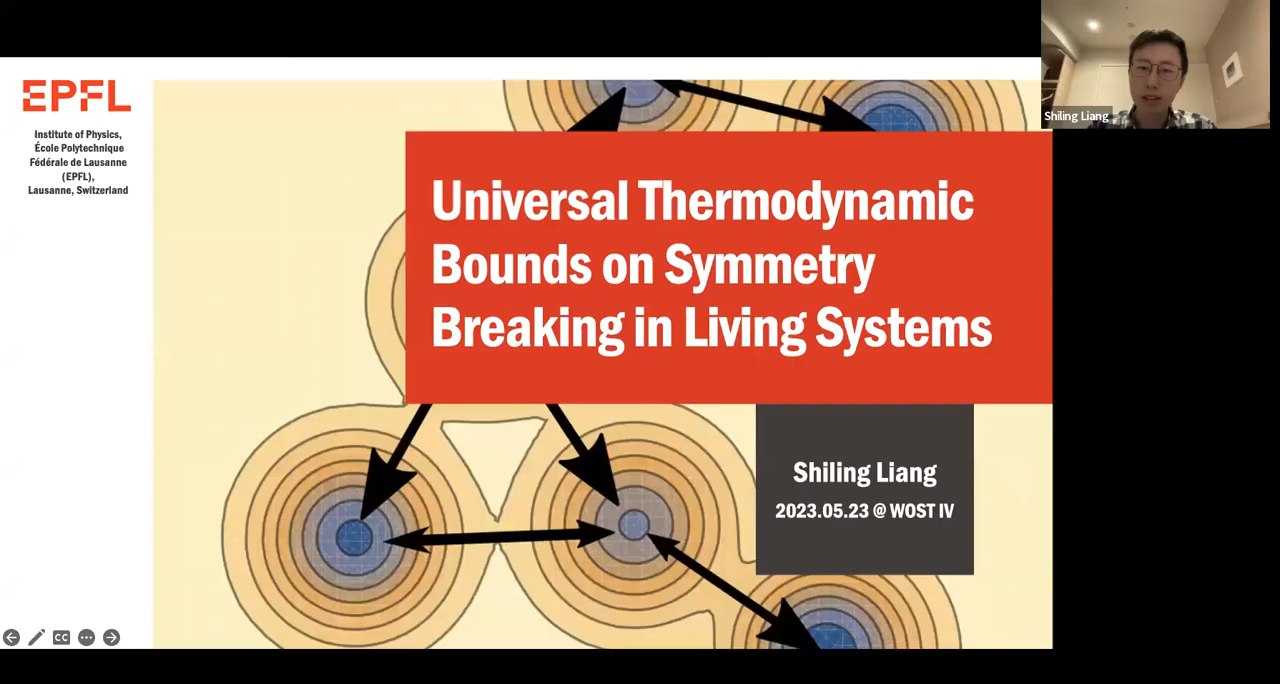 EPFL
Institute of Physics,
École Polytechnique
Fédérale de Lausanne
(EPFL),
Lausanne, Switzerland
Universal Thermodynamic
Bounds on Symmetry
Breaking in Living Systems
Shiling Liang
2023.05.23 @ WOST IV
Shiling Liang
CC